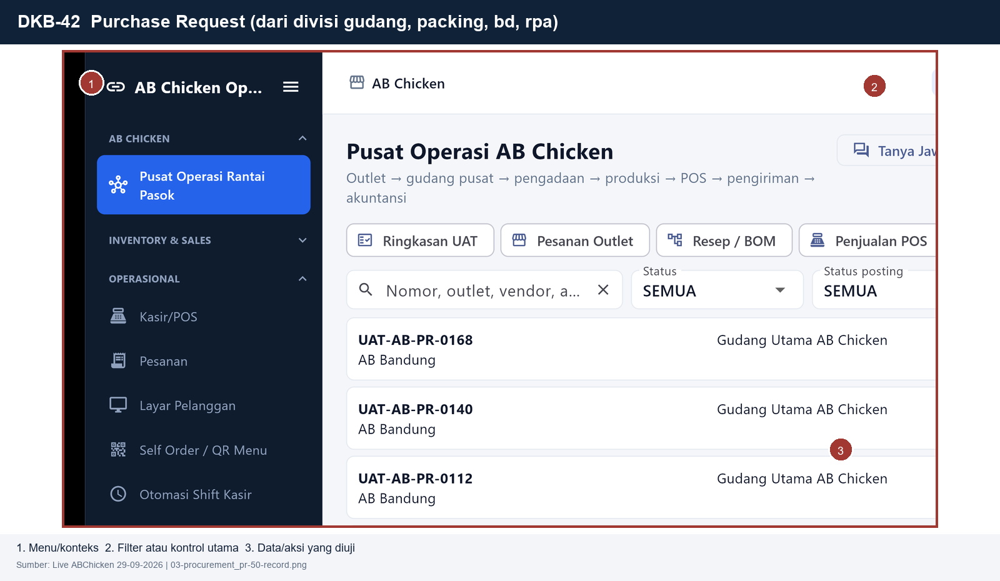 DKB-42 Purchase Request (dari divisi gudang, packing, bd, rpa)
1
AB Chicken Op...
AB CHICKEN
Pusat Operasi Rantai
Pasok
INVENTORY & SALES
OPERASIONAL
Kasir/POS
Pesanan
Layar Pelanggan
Self Order / QR Menu
Otomasi Shift Kasir
AB Chicken
2
Pusat Operasi AB Chicken
Tanya Jaw
Outlet → gudang pusat → pengadaan → produksi → POS → pengiriman →
akuntansi
Ringkasan UAT
Pesanan Outlet
Resep / BOM
Penjualan POS
Nomor, outlet, vendor, a...
Status
SEMUA
Status posting
SEMUA
UAT-AB-PR-0168
AB Bandung
Gudang Utama AB Chicken
UAT-AB-PR-0140
AB Bandung
Gudang Utama AB Chicken
3
UAT-AB-PR-0112
AB Bandung
Gudang Utama AB Chicken
1. Menu/konteks 2. Filter atau kontrol utama 3. Data/aksi yang diuji
Sumber: Live ABChicken 29-09-2026 | 03-procurement_pr-50-record.png